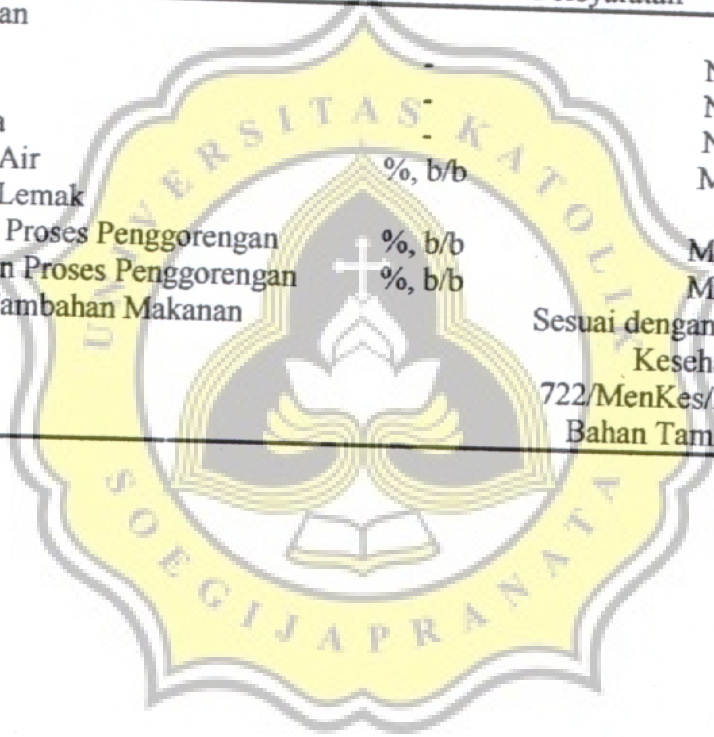 an
-
N
-
N
a
-
N
Air
%, b/b
M
Lemak
Proses Penggorengan
%, b/b
M
n Proses Penggorengan
%, b/b
M
ambahan Makanan
Sesuai dengan
Keseh
722/MenKes/
Bahan Tam
UNIVERSITAS KATOLIK
SOEGIJAPRANATA